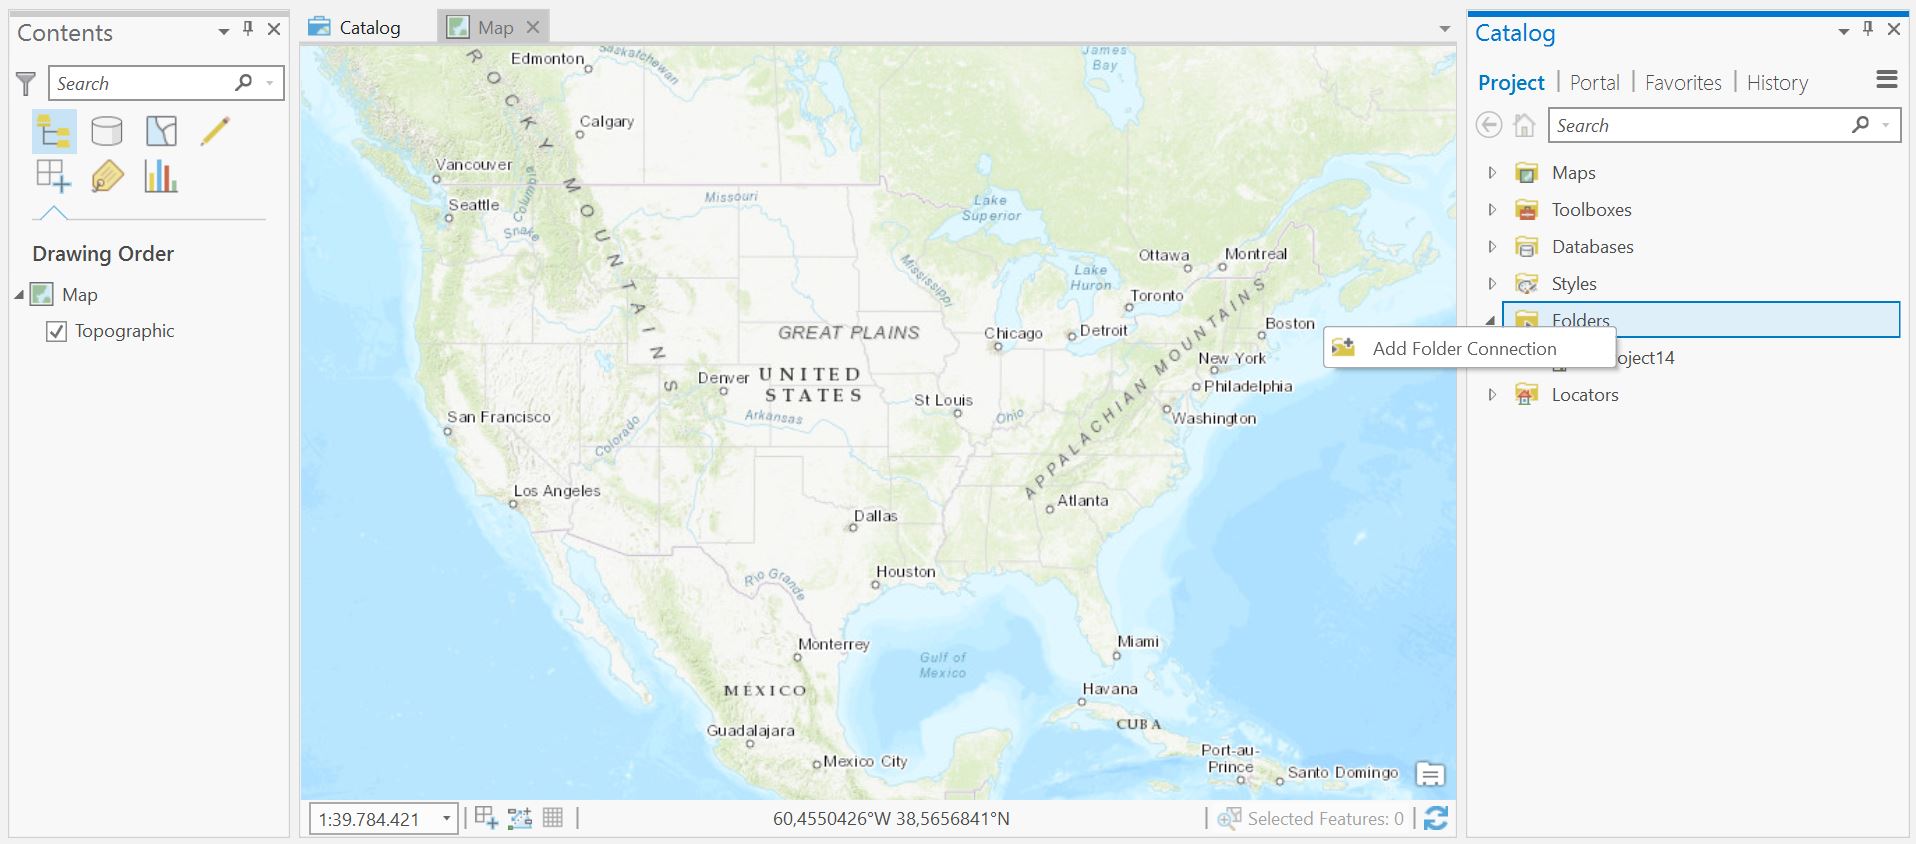 Contents
Search
Drawing Order
Map
Topographic
Catalog
Map
Edmonton
Saskatchewan
James
Bay
ROCKY MOUNTAINS
Calgary
Vancouver
Columbia
Seattle
Snake
Missouri
Lake
Superior
Mississippi
Ottawa
Montreal
Lake
Huron
Toronto
GREAT PLAINS
Chicago
Detroit
Boston
New York
Denver
UNITED
STATES
Philadelphia
St Louis
Arkansas
Ohio
Washington
APPALACHIAN MOUNTAINS
San Francisco
Colorado
Los Angeles
Atlanta
Dallas
Houston
Rio Grande
Monterrey
Miami
Gulf of
Mexico
MÉXICO
Havana
CUBA
Guadalajara
Mexico City
Port-au-
Prince
Santo Domingo
1:39.784.421
60,4550426°W 38,5656841°N
Selected Features: 0
Catalog
Project
Portal
Favorites
History
Search
Maps
Toolboxes
Databases
Styles
Folders
Add Folder Connection
oject14
Locators